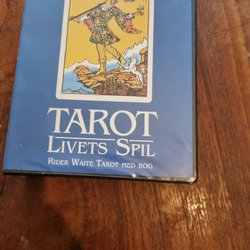 TAROT
LIVETS SPIL
RIDER WAITE TAROT MED BOG